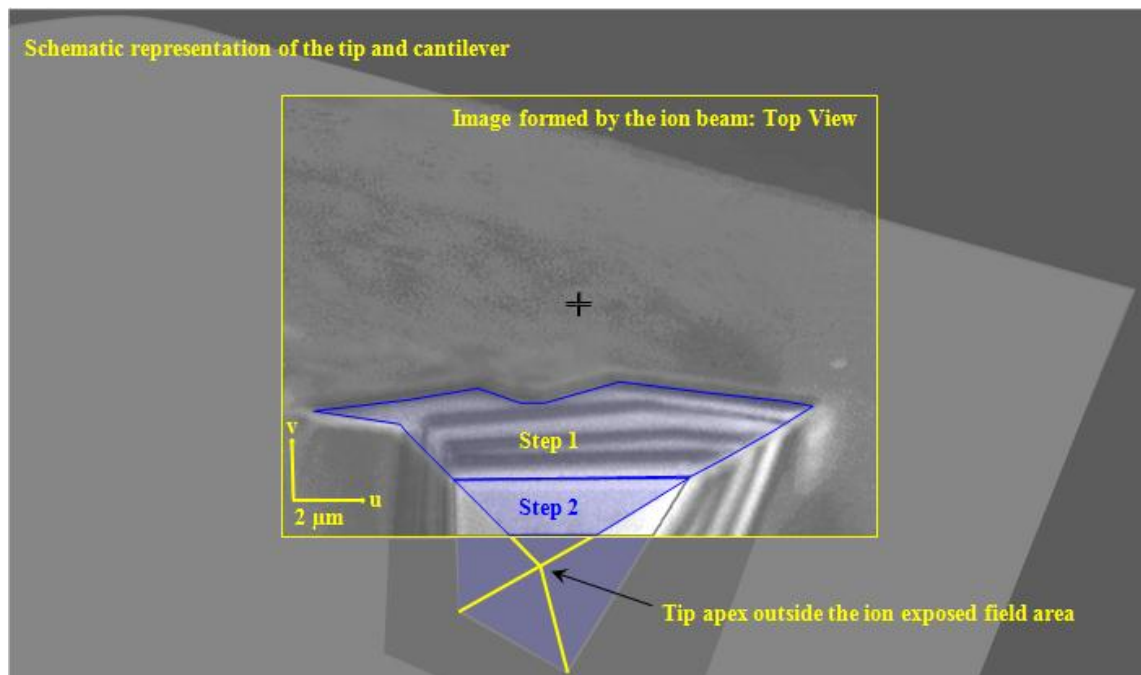 Schematic representation of the tip and cantilever
Image formed by the ion beam: Top View
Step 1
v
Step 2
u
2 μm
Tip apex outside the ion exposed field area